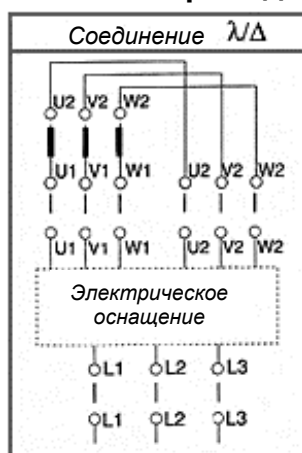 Соединение λ/Δ
U2 V2 W2
U1 V1 W1 U2 V2 W2
U1 V1 W1 U2 V2 W2
Электрическое
оснащение
L1 L2 L3
L1 L2 L3